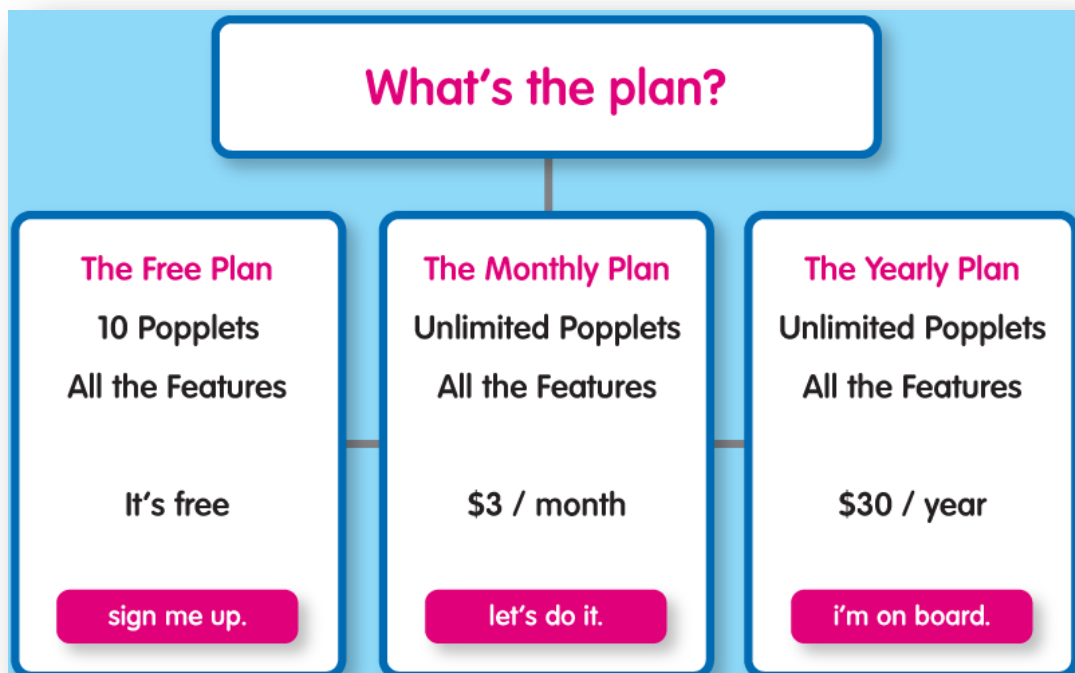 What's the plan?
The Free Plan
10 Popplets
All the Features
It's free
sign me up.
The Monthly Plan
Unlimited Popplets
All the Features
$3 / month
let's do it.
The Yearly Plan
Unlimited Popplets
All the Features
$30 / year
i'm on board.